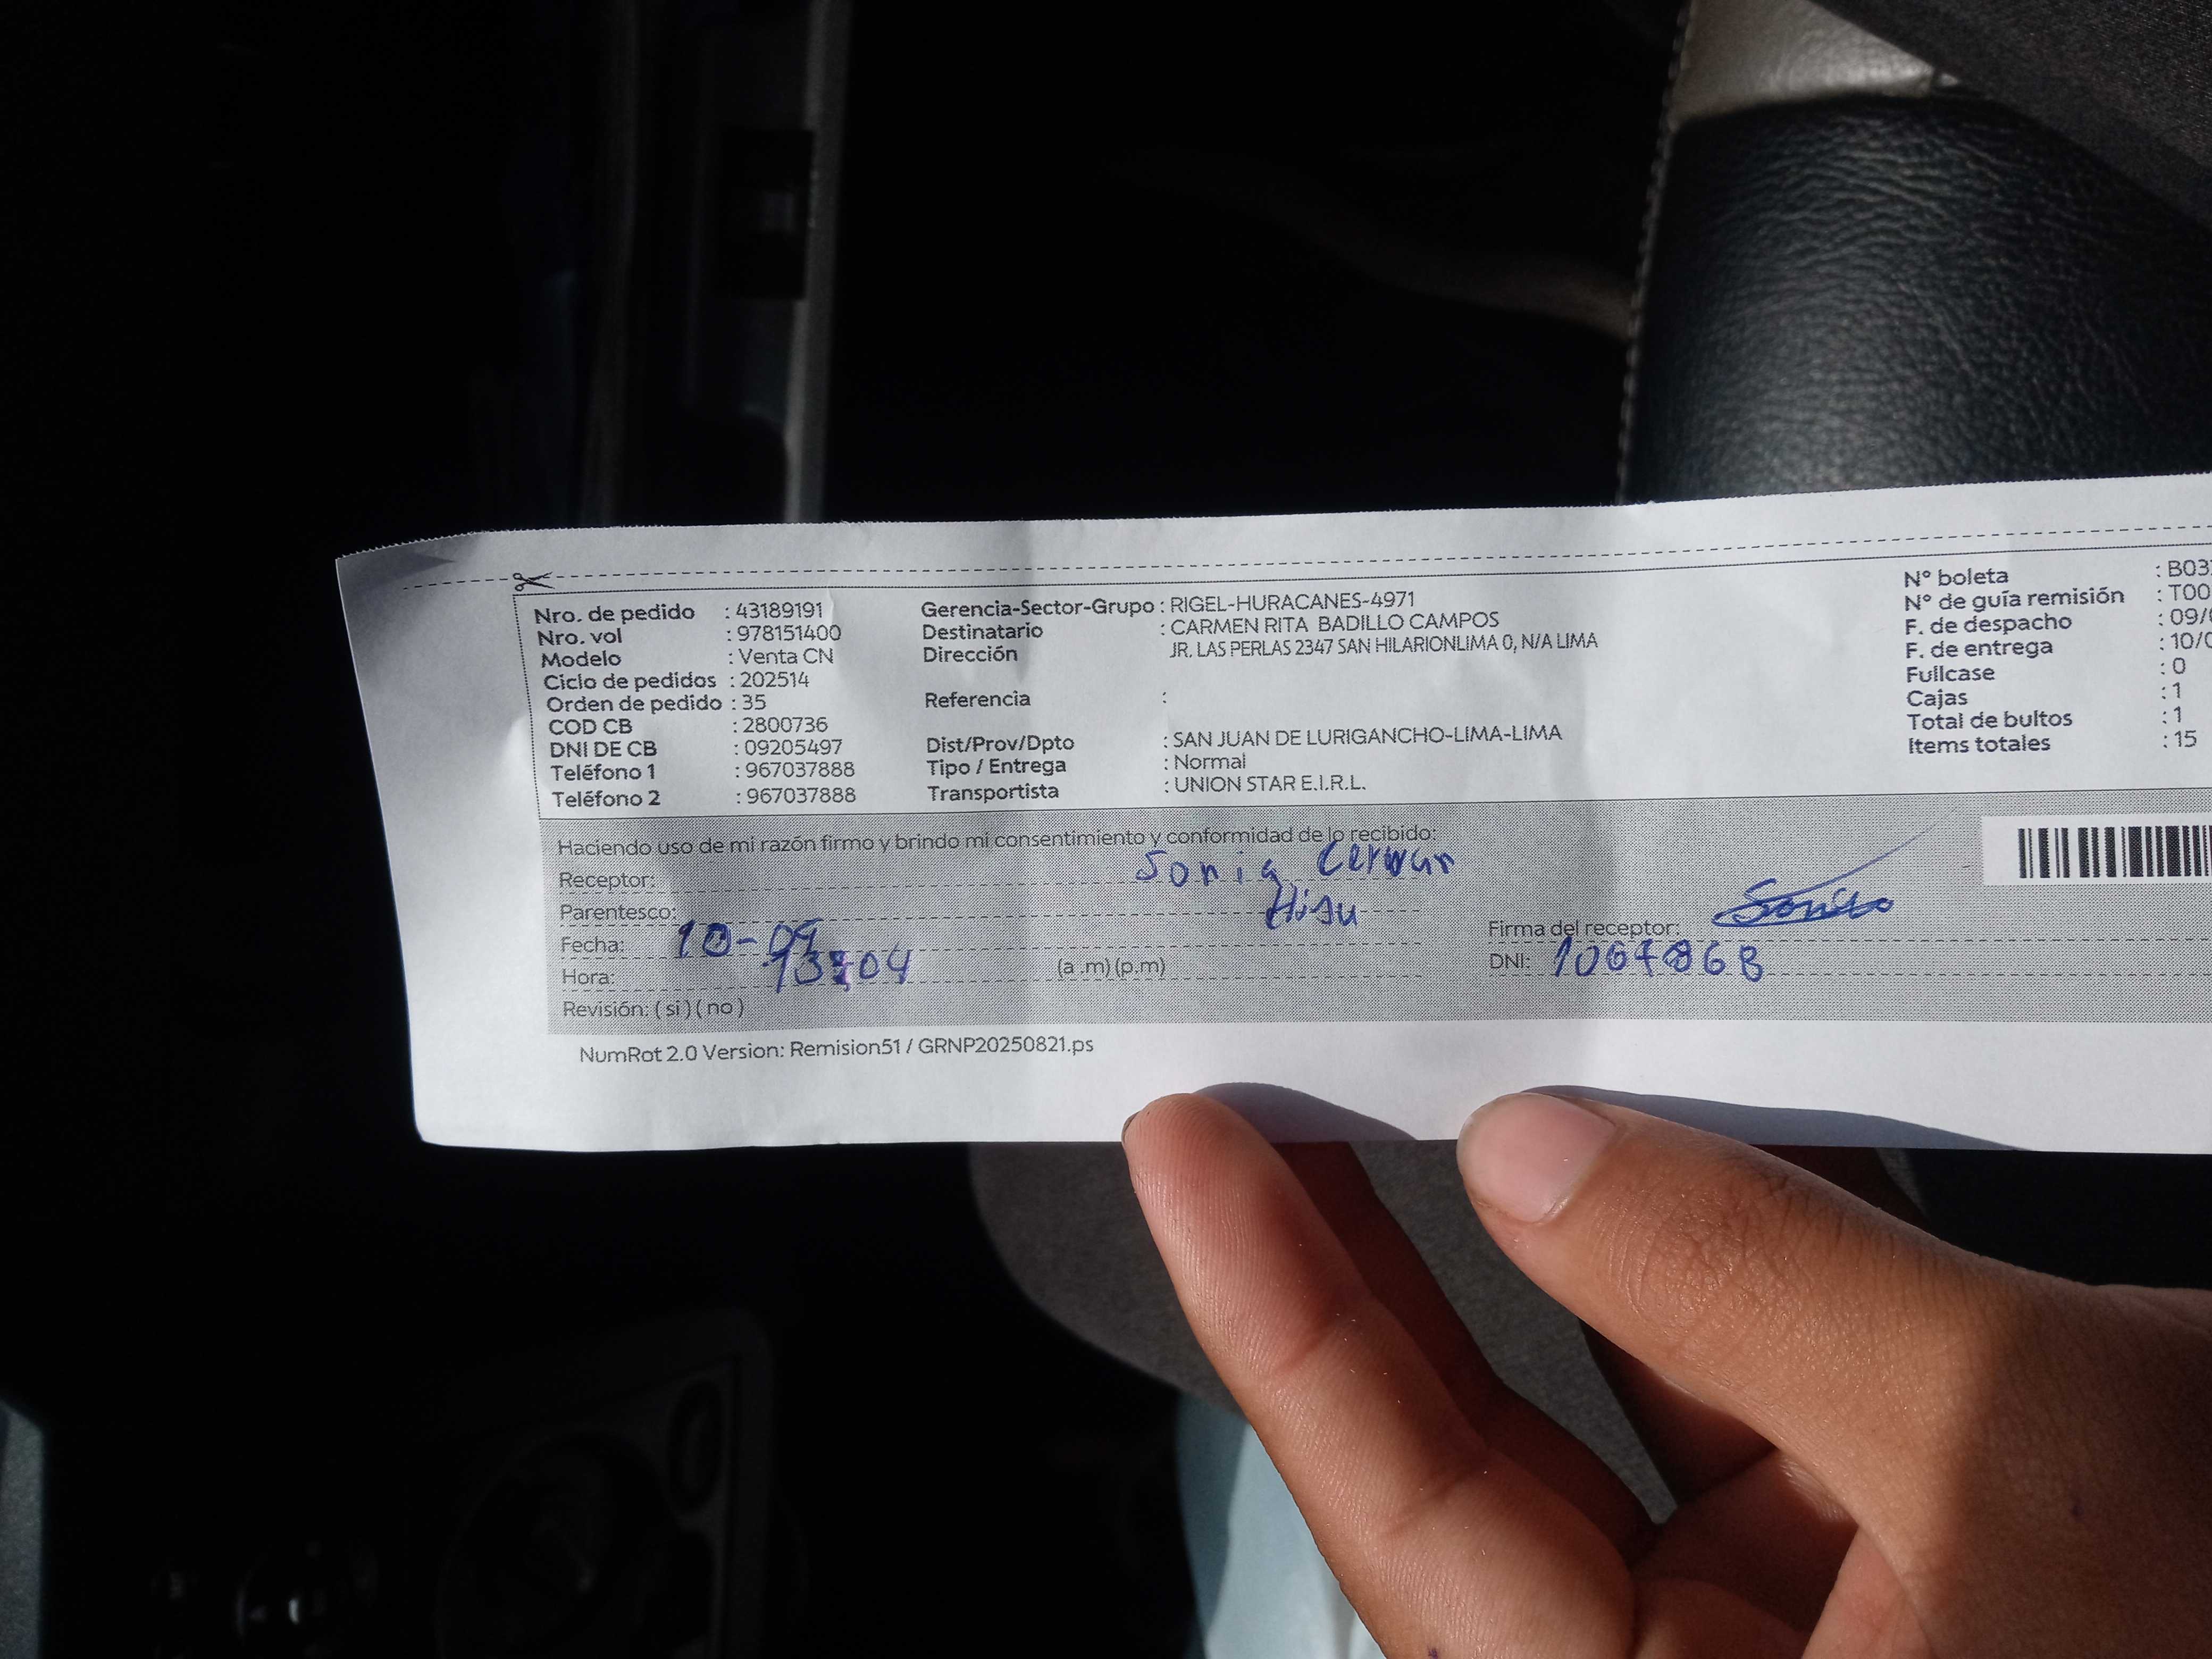 Nro. de pedido : 43189191
Nro. vol : 978151400
Modelo : Venta CN
Ciclo de pedidos : 202514
Orden de pedido : 35
COD CB : 2800736
DNI DE CB : 09205497
Teléfono 1 : 967037888
Teléfono 2 : 967037888
Gerencia-Sector-Grupo : RIGEL-HURACANES-4971
Destinatario : CARMEN RITA BADILLO CAMPOS
Dirección JR. LAS PERLAS 2347 SAN HILARIONLIMA 0, N/A LIMA
Referencia :
Dist/Prov/Dpto : SAN JUAN DE LURIGANCHO-LIMA-LIMA
Tipo / Entrega : Normal
Transportista : UNION STAR E.I.R.L.
N° boleta : B03
N° de guía remisión : T00
F. de despacho : 09/
F. de entrega : 10/0
Fullcase : 0
Cajas : 1
Total de bultos : 1
Items totales : 15
Haciendo uso de mi razón firmo y brindo mi consentimiento y conformidad de lo recibido:
Receptor: Sonia
Parentesco:
Fecha: 10-09
Hora: 13:04 (a .m) (p.m)
Revisión: ( si ) ( no )
Firma del receptor:
DNI:
NumRot 2.0 Version: Remision51 / GRNP20250821.ps